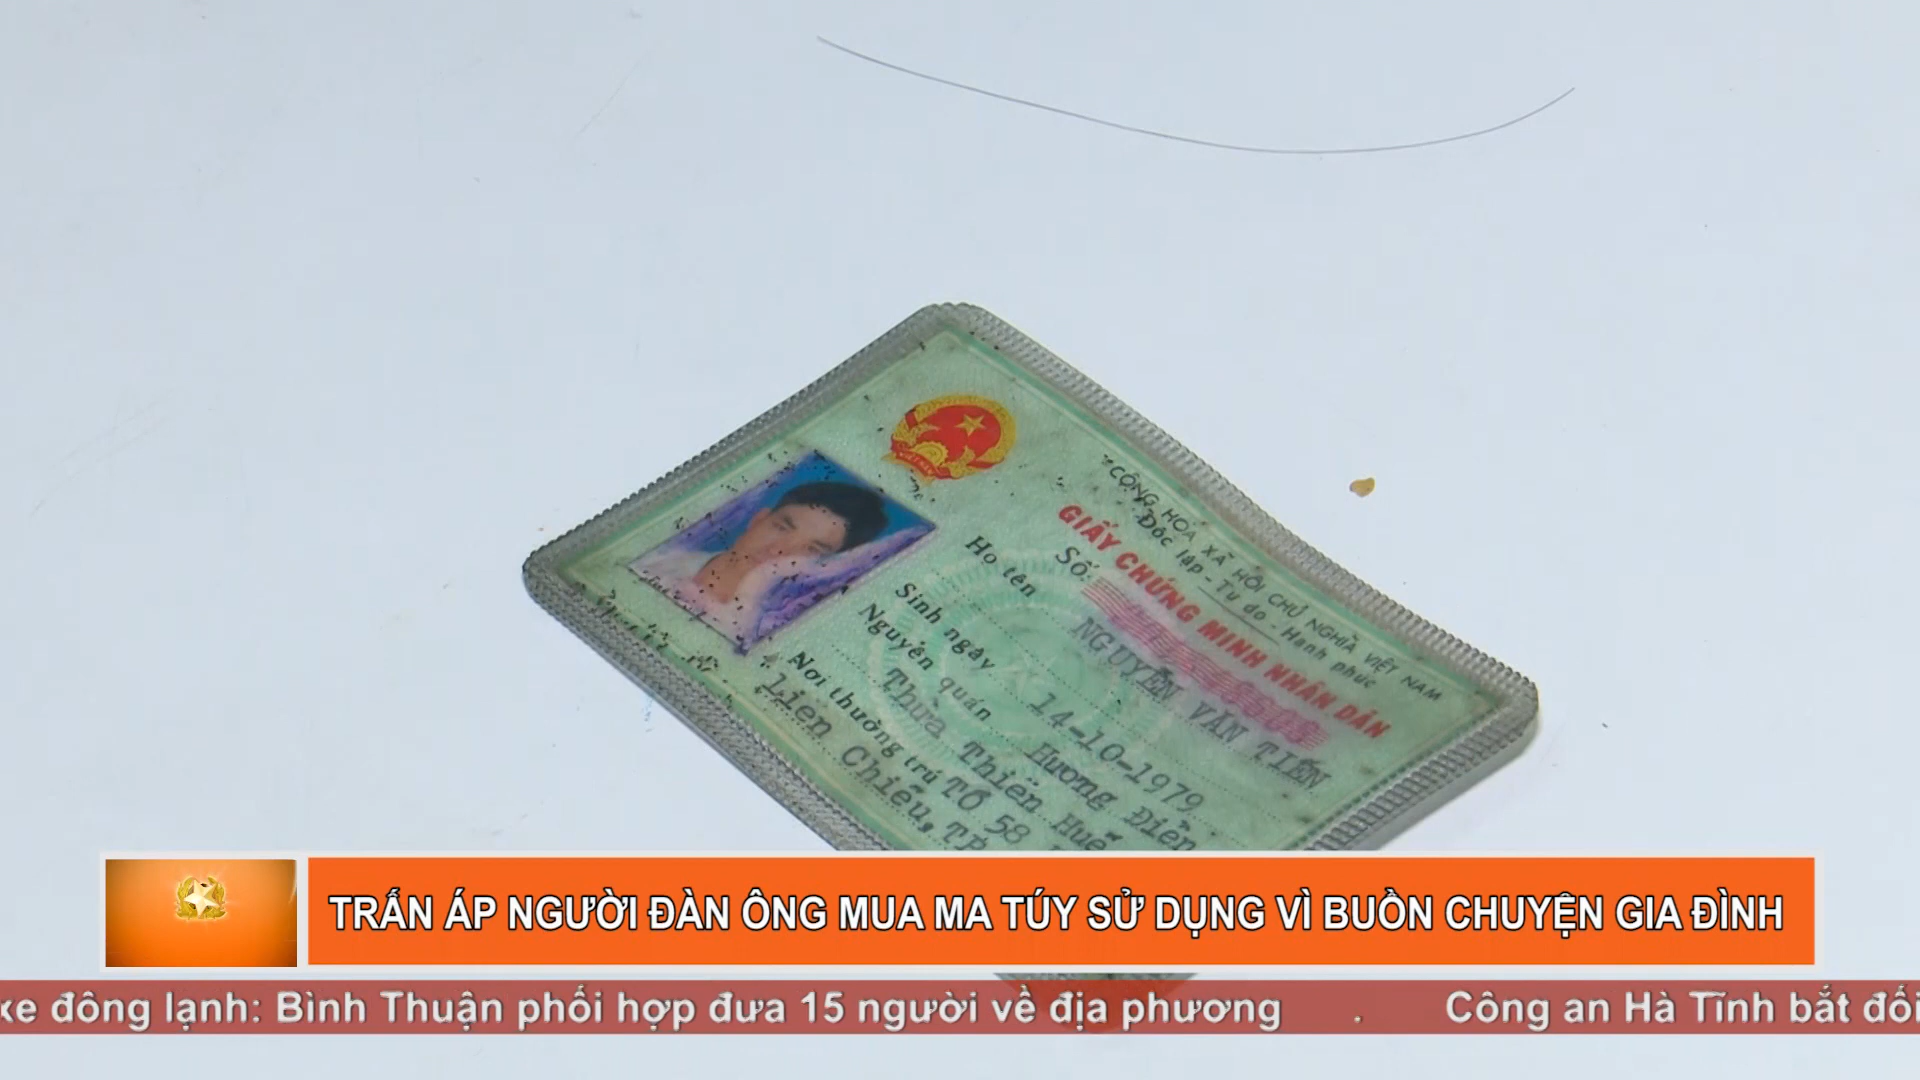 CỘNG HOÀ XÃ HỘI CHỦ NGHĨA VIỆT NAM
Độc lập - Tự do - Hạnh phúc
GIẤY CHỨNG MINH NHÂN DÂN
Số:
Họ tên NGUYỄN VĂN TIẾN
Sinh ngày 14-10-1979
Nguyên quán Hương Điền
Thừa Thiên Huế
Nơi thường trú TỔ 58
Liên Chiểu, TP
TRẤN ÁP NGƯỜI ĐÀN ÔNG MUA MA TÚY SỬ DỤNG VÌ BUỒN CHUYỆN GIA ĐÌNH
xe đông lạnh: Bình Thuận phối hợp đưa 15 người về địa phương . Công an Hà Tĩnh bắt đối